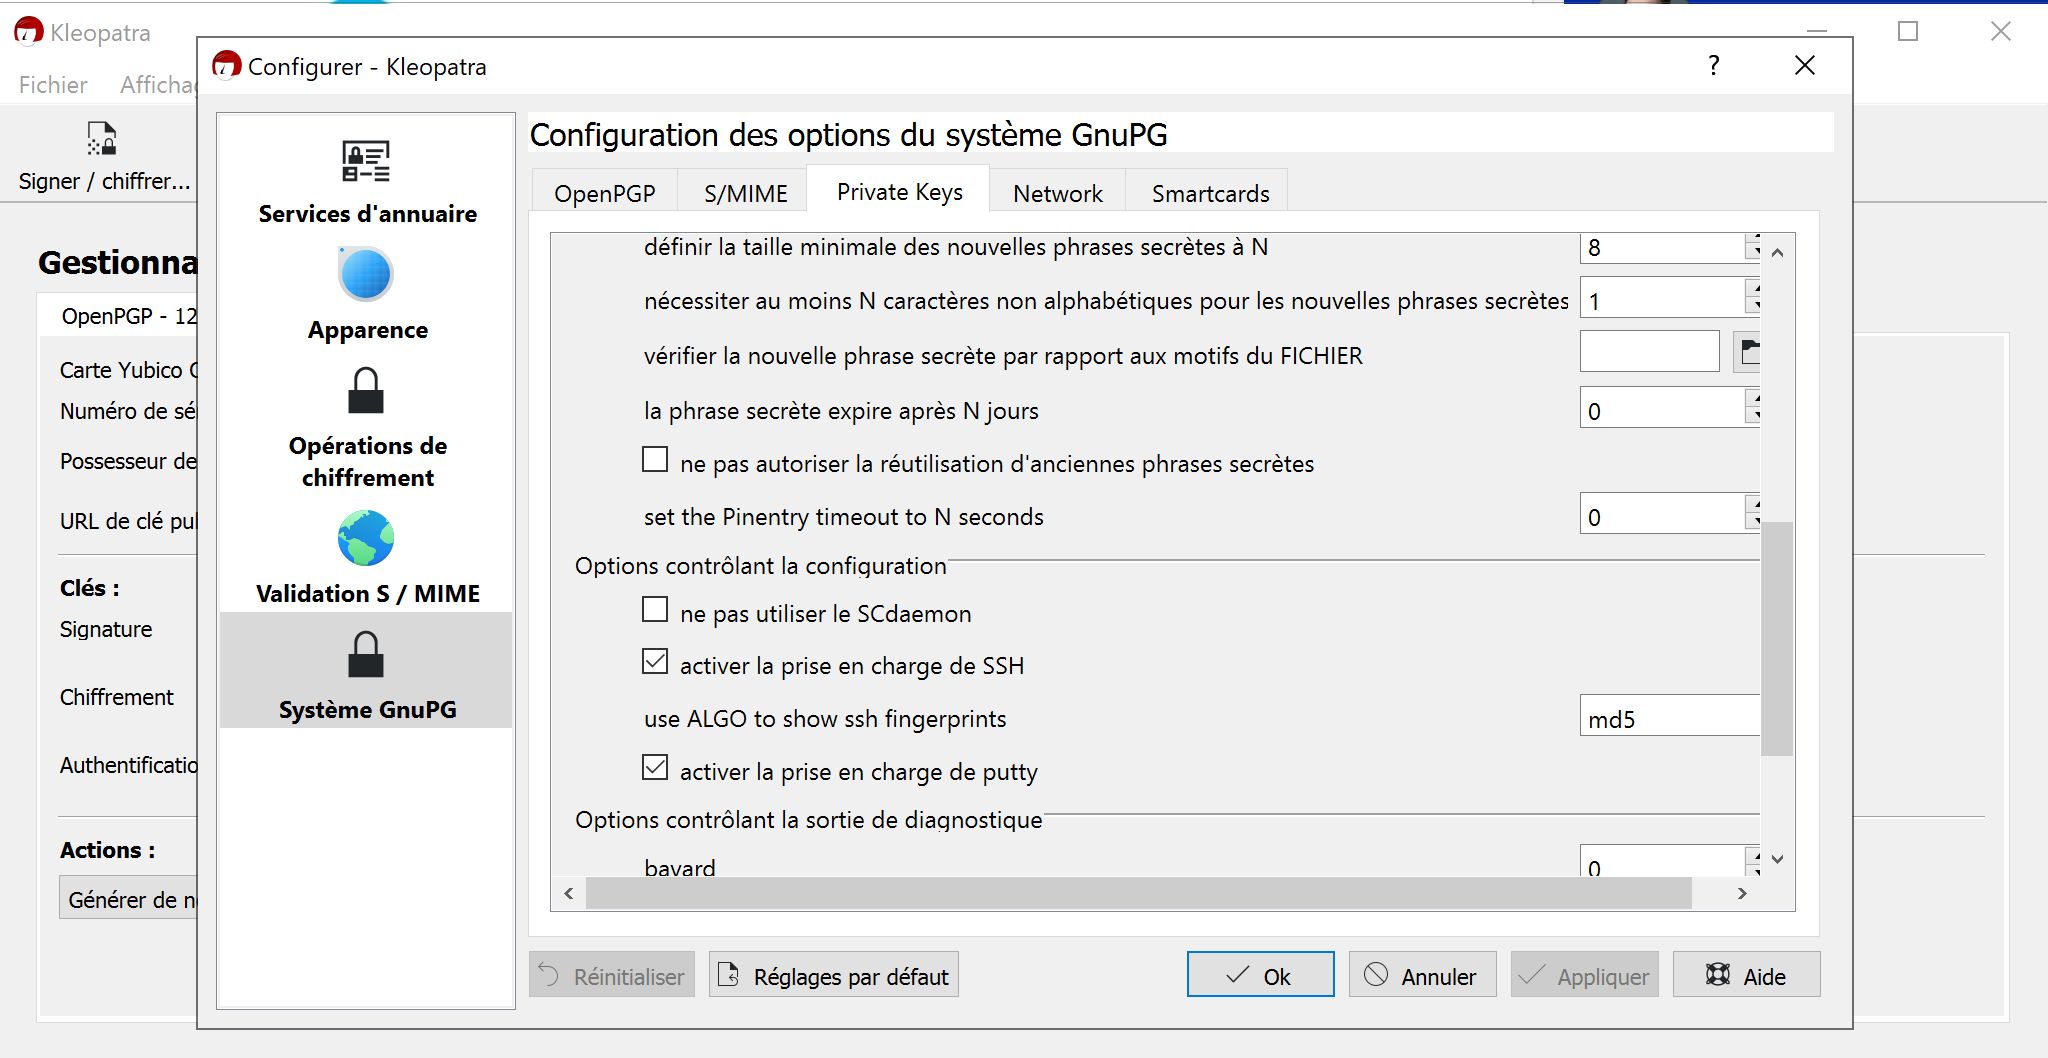 Kleopatra
Fichier
Affichag
Signer / chiffrer...
Gestionna
OpenPGP - 12
Carte Yubico
Numéro de sé
Possesseur de
URL de clé pu
Clés :
Signature
Chiffrement
Authentificatio
Actions :
Générer de n
Configurer - Kleopatra
?
Services d'annuaire
Apparence
Opérations de
chiffrement
Validation S / MIME
Système GnuPG
Configuration des options du système GnuPG
OpenPGP
S/MIME
Private Keys
Network
Smartcards
définir la taille minimale des nouvelles phrases secrètes à N
8
nécessiter au moins N caractères non alphabétiques pour les nouvelles phrases secrètes
1
vérifier la nouvelle phrase secrète par rapport aux motifs du FICHIER
la phrase secrète expire après N jours
0
ne pas autoriser la réutilisation d'anciennes phrases secrètes
set the Pinentry timeout to N seconds
0
Options contrôlant la configuration
ne pas utiliser le SCdaemon
activer la prise en charge de SSH
use ALGO to show ssh fingerprints
md5
activer la prise en charge de putty
Options contrôlant la sortie de diagnostique
bavard
0
Réinitialiser
Réglages par défaut
Ok
Annuler
Appliquer
Aide